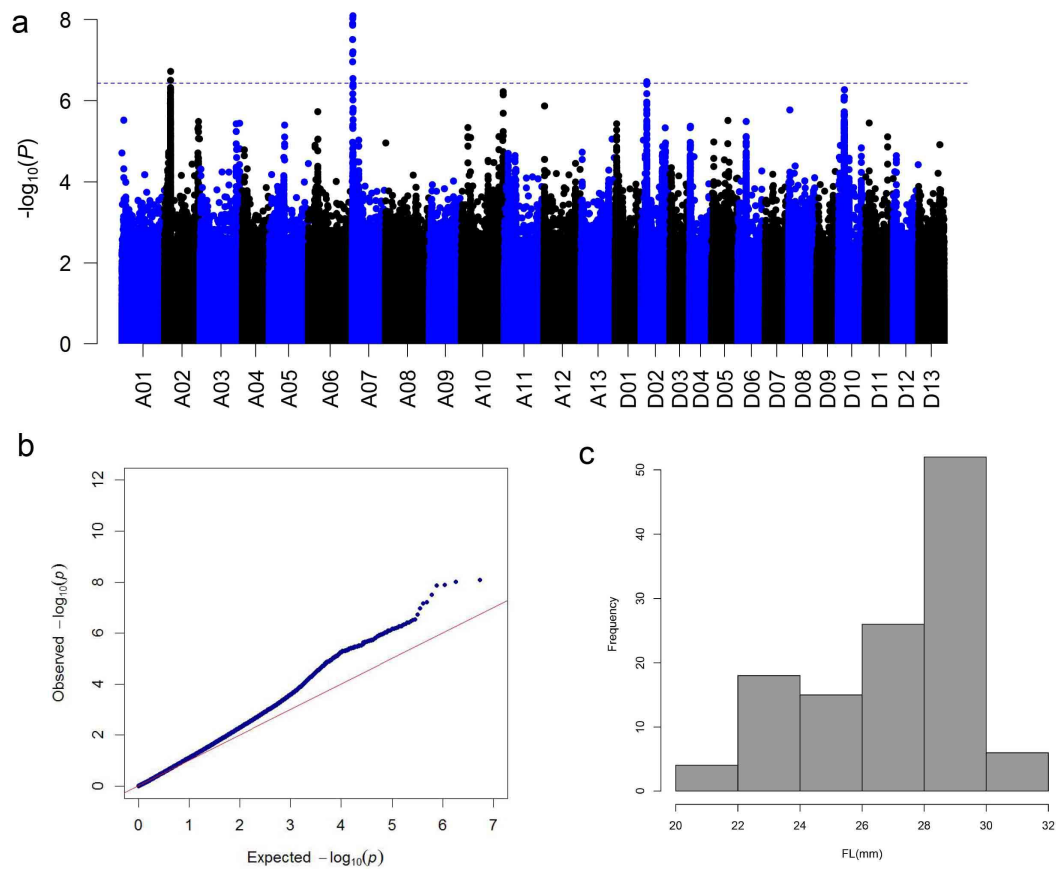 a
8
6
4
2
0
-log10(P)
A01 A02 A03 A04 A05 A06 A07 A08 A09 A10 A11 A12 A13 D01 D02 D03 D04 D05 D06 D07 D08 D09 D10 D11 D12 D13
b
12
10
8
6
4
2
0
Observed −log10(p)
0 1 2 3 4 5 6 7
Expected −log10(p)
c
50
40
30
20
10
0
Frequency
20 22 24 26 28 30 32
FL(mm)